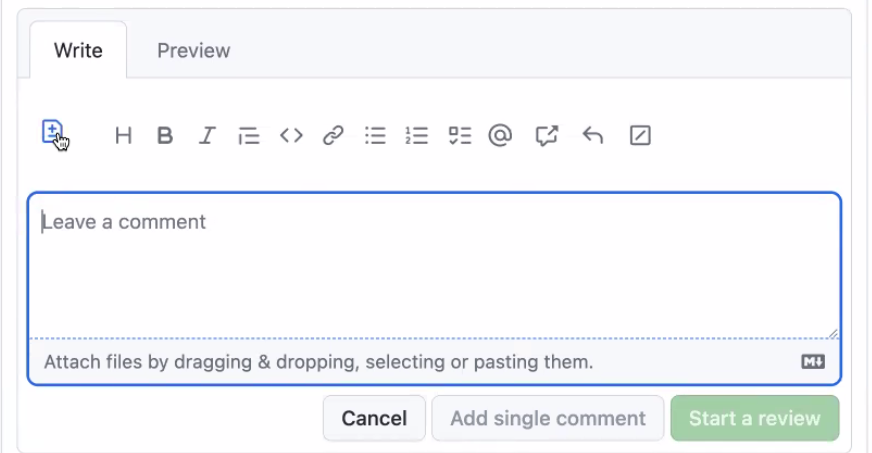 Write Preview
H B I @
Leave a comment
Attach files by dragging & dropping, selecting or pasting them.
Cancel Add single comment Start a review